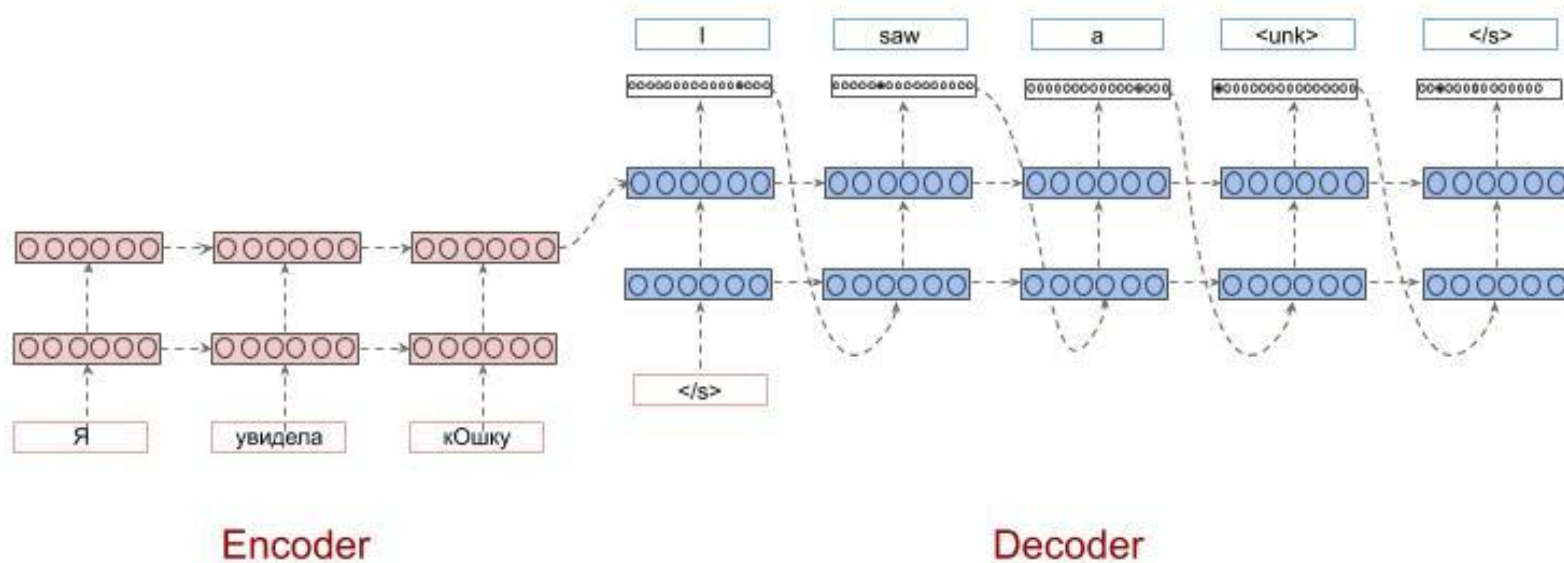 I saw a <unk> </s>
</s>
Я увидела кОшку
Encoder Decoder